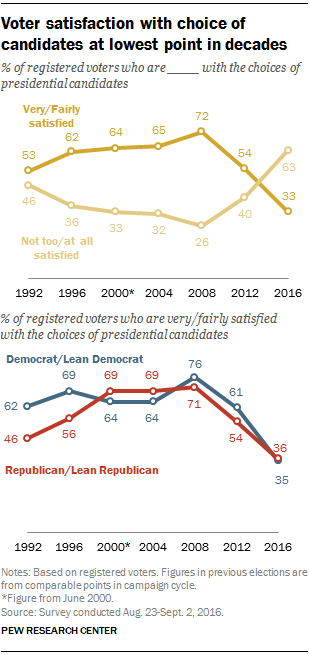 Voter satisfaction with choice of
candidates at lowest point in decades
% of registered voters who are ____ with the choices of
presidential candidates
Very/Fairly
satisfied
53 62 64 65 72 54 33
46 36 33 32 26 40 63
Not too/at all
satisfied
1992 1996 2000* 2004 2008 2012 2016
% of registered voters who are very/fairly satisfied
with the choices of presidential candidates
Democrat/Lean Democrat
62 69 64 64 76 61 35
46 56 69 69 71 54 36
Republican/Lean Republican
1992 1996 2000* 2004 2008 2012 2016
Notes: Based on registered voters. Figures in previous elections are
from comparable points in campaign cycle.
*Figure from June 2000.
Source: Survey conducted Aug. 23-Sept. 2, 2016.
PEW RESEARCH CENTER